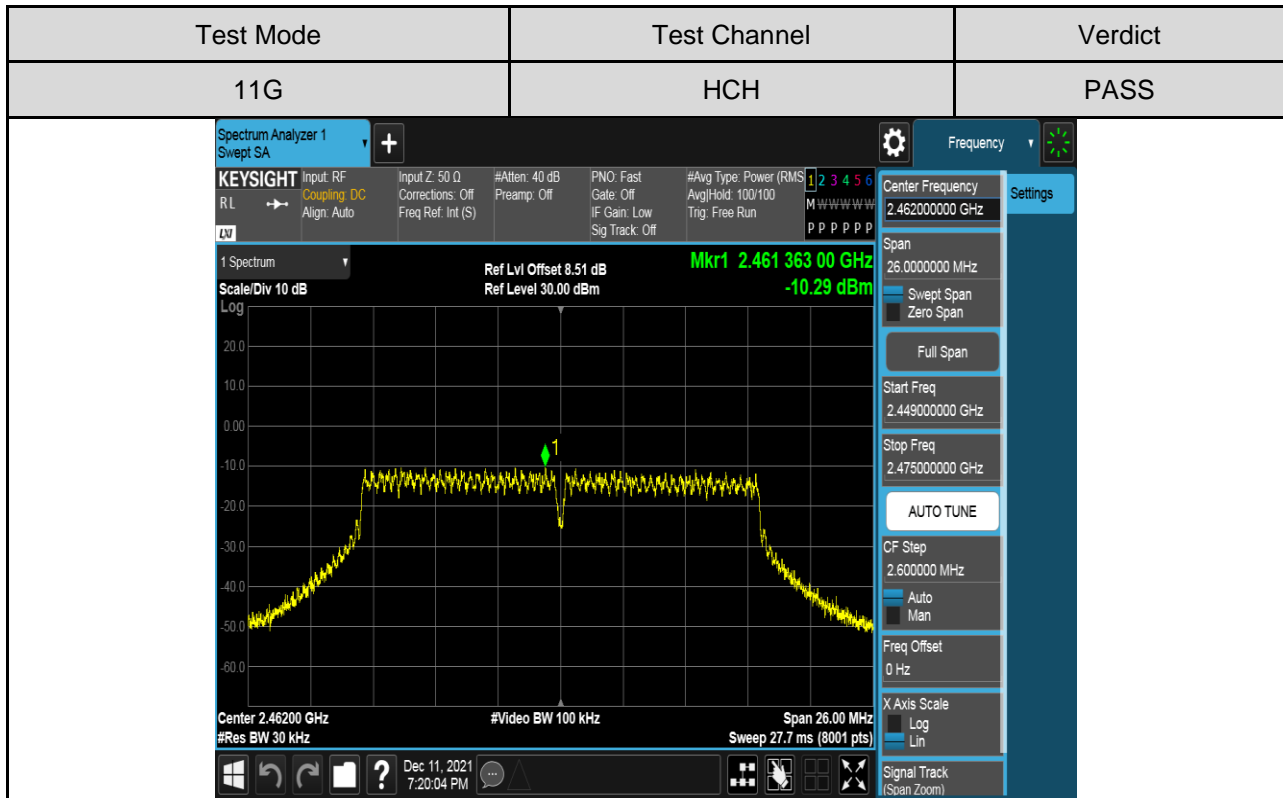 Test Mode Test Channel Verdict
11G HCH PASS
Spectrum Analyzer 1
Swept SA
+
Frequency
KEYSIGHT Input: RF Input Z: 50 Ω #Atten: 40 dB PNO: Fast #Avg Type: Power (RMS 1 2 3 4 5 6
RL Coupling: DC Corrections: Off Preamp: Off Gate: Off Avg|Hold: 100/100 M W W W W W
Align: Auto Freq Ref: Int (S) IF Gain: Low Trig: Free Run
LXI Sig Track: Off P P P P P P
1 Spectrum
Ref Lvl Offset 8.51 dB Mkr1 2.461 363 00 GHz
Scale/Div 10 dB Ref Level 30.00 dBm -10.29 dBm
Log
20.0
10.0
0.00
1
-10.0
-20.0
-30.0
-40.0
-50.0
-60.0
Center 2.46200 GHz #Video BW 100 kHz Span 26.00 MHz
#Res BW 30 kHz Sweep 27.7 ms (8001 pts)
Center Frequency
2.462000000 GHz
Settings
Span
26.0000000 MHz
Swept Span
Zero Span
Full Span
Start Freq
2.449000000 GHz
Stop Freq
2.475000000 GHz
AUTO TUNE
CF Step
2.600000 MHz
Auto
Man
Freq Offset
0 Hz
X Axis Scale
Log
Lin
Signal Track
(Span Zoom)
?
Dec 11, 2021
7:20:04 PM